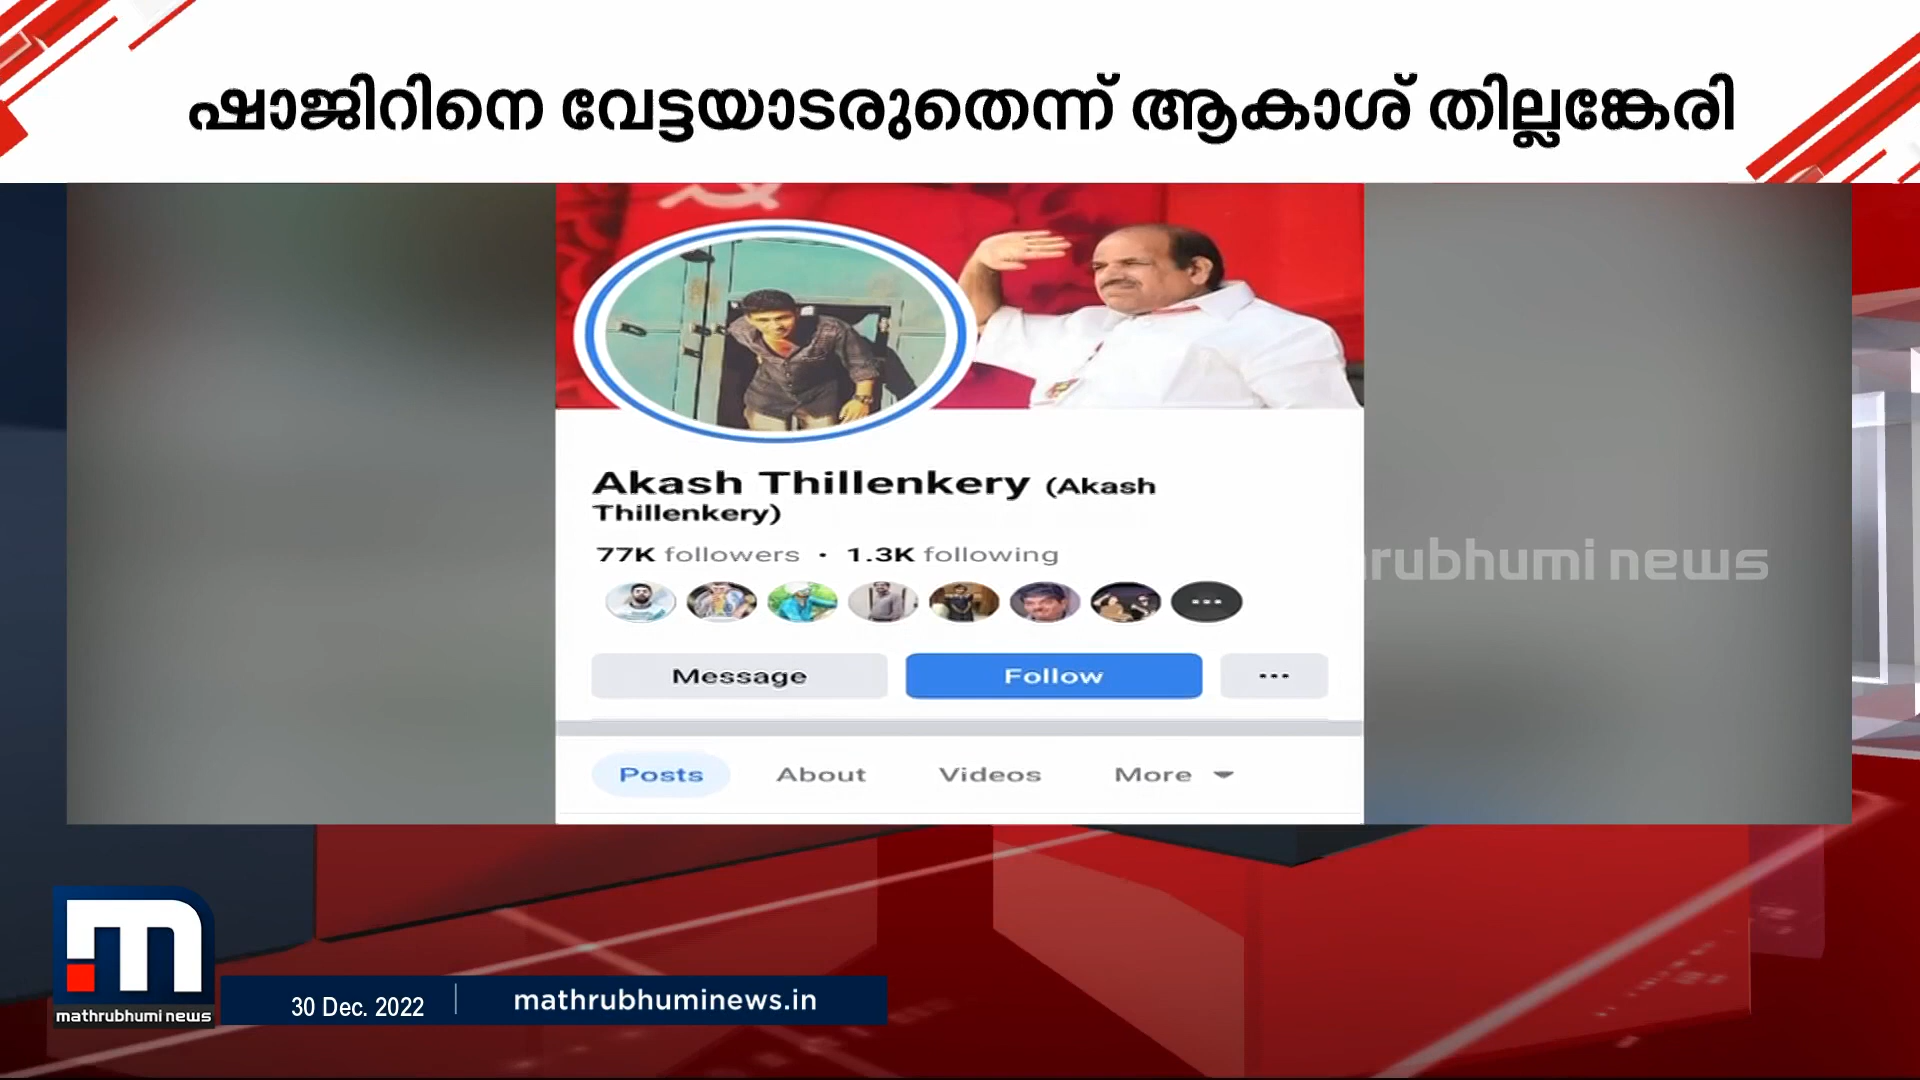 ഷാജിറിനെ വേട്ടയാടരുതെന്ന് ആകാശ് തില്ലങ്കേരി
Akash Thillenkery (Akash
Thillenkery)
77K followers · 1.3K following
Message Follow
Posts About Videos More
rubhumi news
mathrubhumi news
30 Dec. 2022 | mathrubhuminews.in